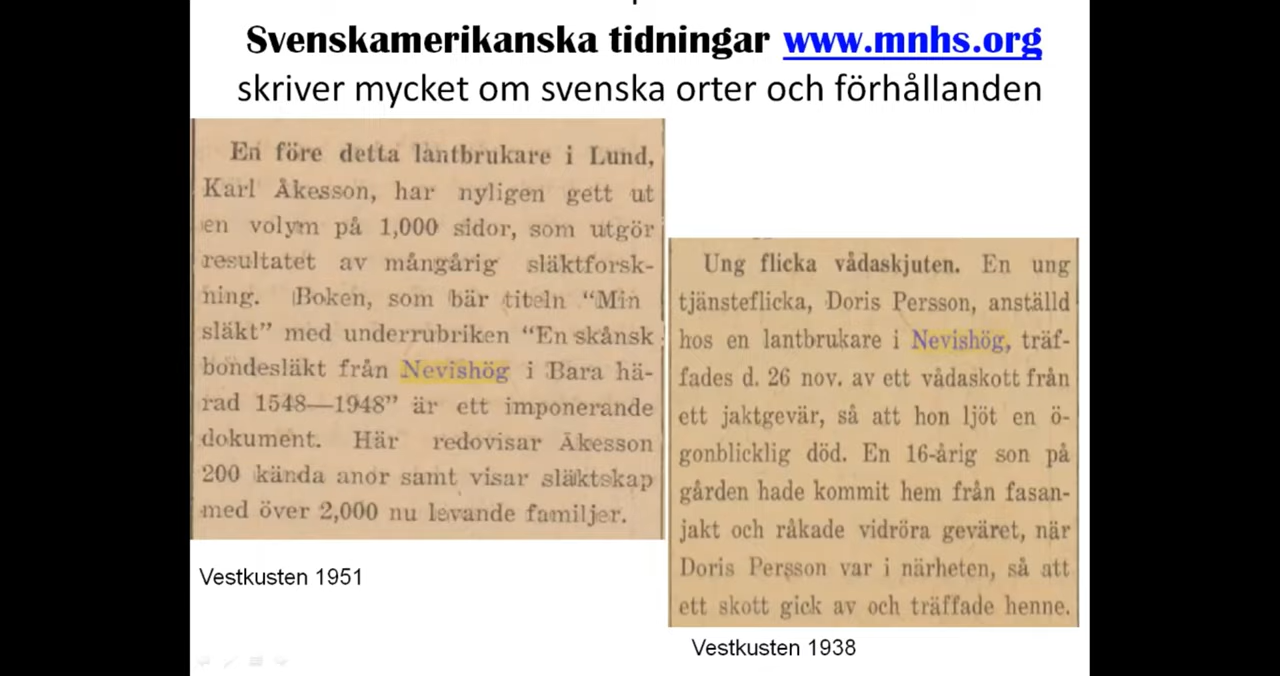 Svenskamerikanska tidningar www.mnhs.org
skriver mycket om svenska orter och förhållanden
En före detta lantbrukare i Lund,
Karl Åkesson, har nyligen gett ut
en volym på 1,000 sidor, som utgör
resultatet av mångårig släktforsk-
ning. Boken, som bär titeln “Min
släkt” med underrubriken “En skånsk
bondesläkt från Nevishög i Bara hä-
rad 1548—1948” är ett imponerande
dokument. Här redovisar Åkesson
200 kända anor samt visar släktskap
med över 2,000 nu levande familjer.
Vestkusten 1951
Ung flicka vådaskjuten. En ung
tjänsteflicka, Doris Persson, anställd
hos en lantbrukare i Nevishög, träf-
fades d. 26 nov. av ett vådaskott från
ett jaktgevär, så att hon ljöt en ö-
gonblicklig död. En 16-årig son på
gården hade kommit hem från fasan-
jakt och råkade vidröra geväret, när
Doris Persson var i närheten, så att
ett skott gick av och träffade henne.
Vestkusten 1938